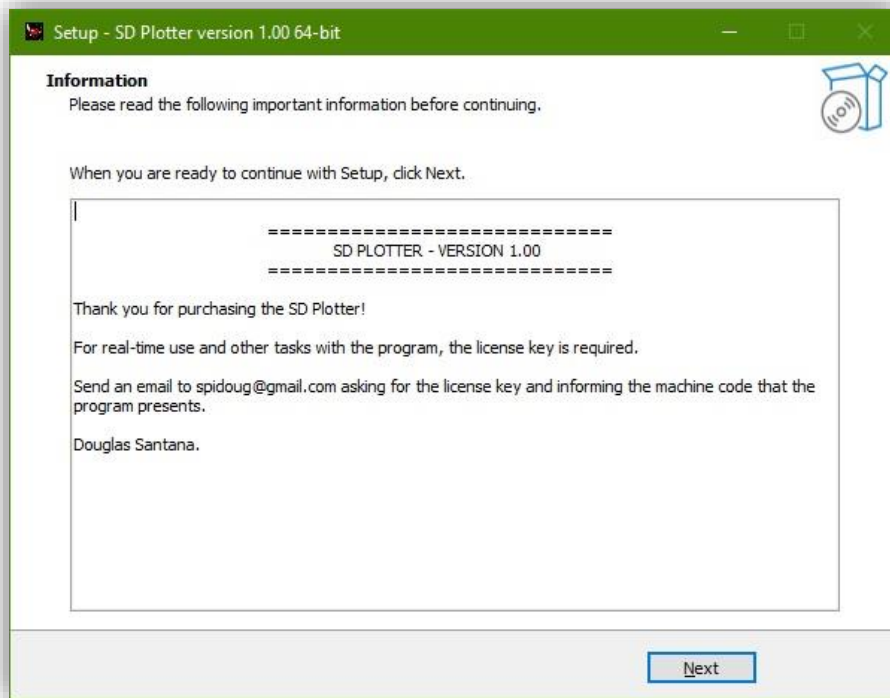 Setup - SD Plotter version 1.00 64-bit
Information
Please read the following important information before continuing.
When you are ready to continue with Setup, click Next.
==============================
SD PLOTTER - VERSION 1.00
==============================
Thank you for purchasing the SD Plotter!
For real-time use and other tasks with the program, the license key is required.
Send an email to spidoug@gmail.com asking for the license key and informing the machine code that the
program presents.
Douglas Santana.
Next